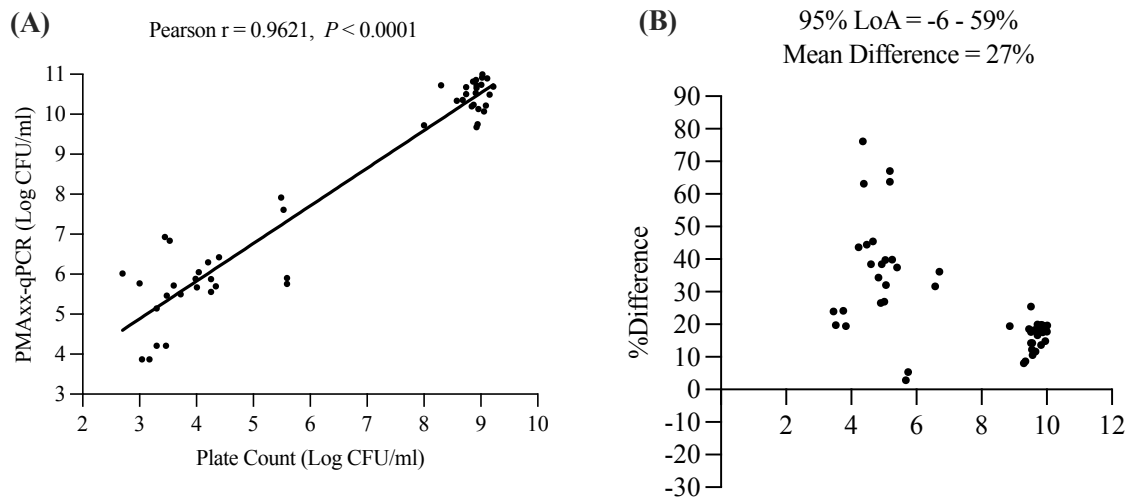 (A)
Pearson r = 0.9621, P < 0.0001
PMAxx-qPCR (Log CFU/ml)
11
10
9
8
7
6
5
4
3
2 3 4 5 6 7 8 9 10
Plate Count (Log CFU/ml)
(B)
95% LoA = -6 - 59%
Mean Difference = 27%
%Difference
90
80
70
60
50
40
30
20
10
0
-10
-20
-30
2 4 6 8 10 12